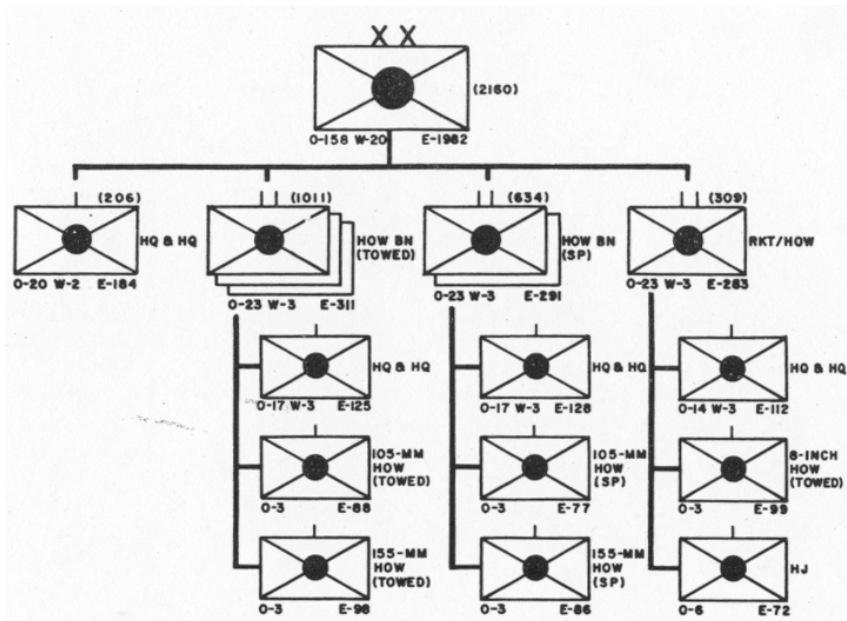 X X
(2160)
O-158 W-20 E-1982
(206)
HQ & HQ
O-20 W-2 E-184
(1011)
HOW BN
(TOWED)
O-23 W-3 E-311
(634)
HOW BN
(SP)
O-23 W-3 E-291
(309)
RKT/HOW
O-23 W-3 E-283
HQ & HQ
O-17 W-3 E-125
105-MM
HOW
(TOWED)
O-3 E-88
155-MM
HOW
(TOWED)
O-3 E-98
HQ & HQ
O-17 W-3 E-128
105-MM
HOW
(SP)
O-3 E-77
155-MM
HOW
(SP)
O-3 E-86
HQ & HQ
O-14 W-3 E-112
8-INCH
HOW
(TOWED)
O-3 E-99
HJ
O-6 E-72